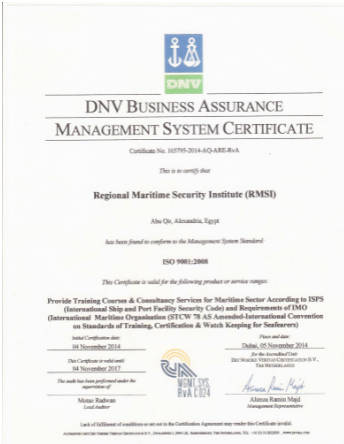 DNV
DNV BUSINESS ASSURANCE
MANAGEMENT SYSTEM CERTIFICATE
Certificate No. 165795-2014-AQ-ARE-RvA
This is to certify that
Regional Maritime Security Institute (RMSI)
Abu Qir, Alexandria, Egypt
has been found to conform to the Management System Standard:
ISO 9001:2008
This Certificate is valid for the following product or service ranges:
Provide Training Courses & Consultancy Services for Maritime Sector According to ISPS
(International Ship and Port Facility Security Code) and Requirements of IMO
(International Maritime Organisation (STCW 78 AS Amended-International Convention
on Standards of Training, Certification & Watch Keeping for Seafarers)
Initial Certification date:
04 November 2014
This Certificate is valid until:
04 November 2017
The audit has been performed under the
supervision of
Motaz Radwan
Lead Auditor
MGMT. SYS.
RvA C 024
Place and date:
Dubai, 05 November 2014
for the Accredited Unit:
DET NORSKE VERITAS CERTIFICATION B.V.,
THE NETHERLANDS
Alireza Ramin Majd
Management Representative
Lack of fulfilment of conditions as set out in the Certification Agreement may render this Certificate invalid.